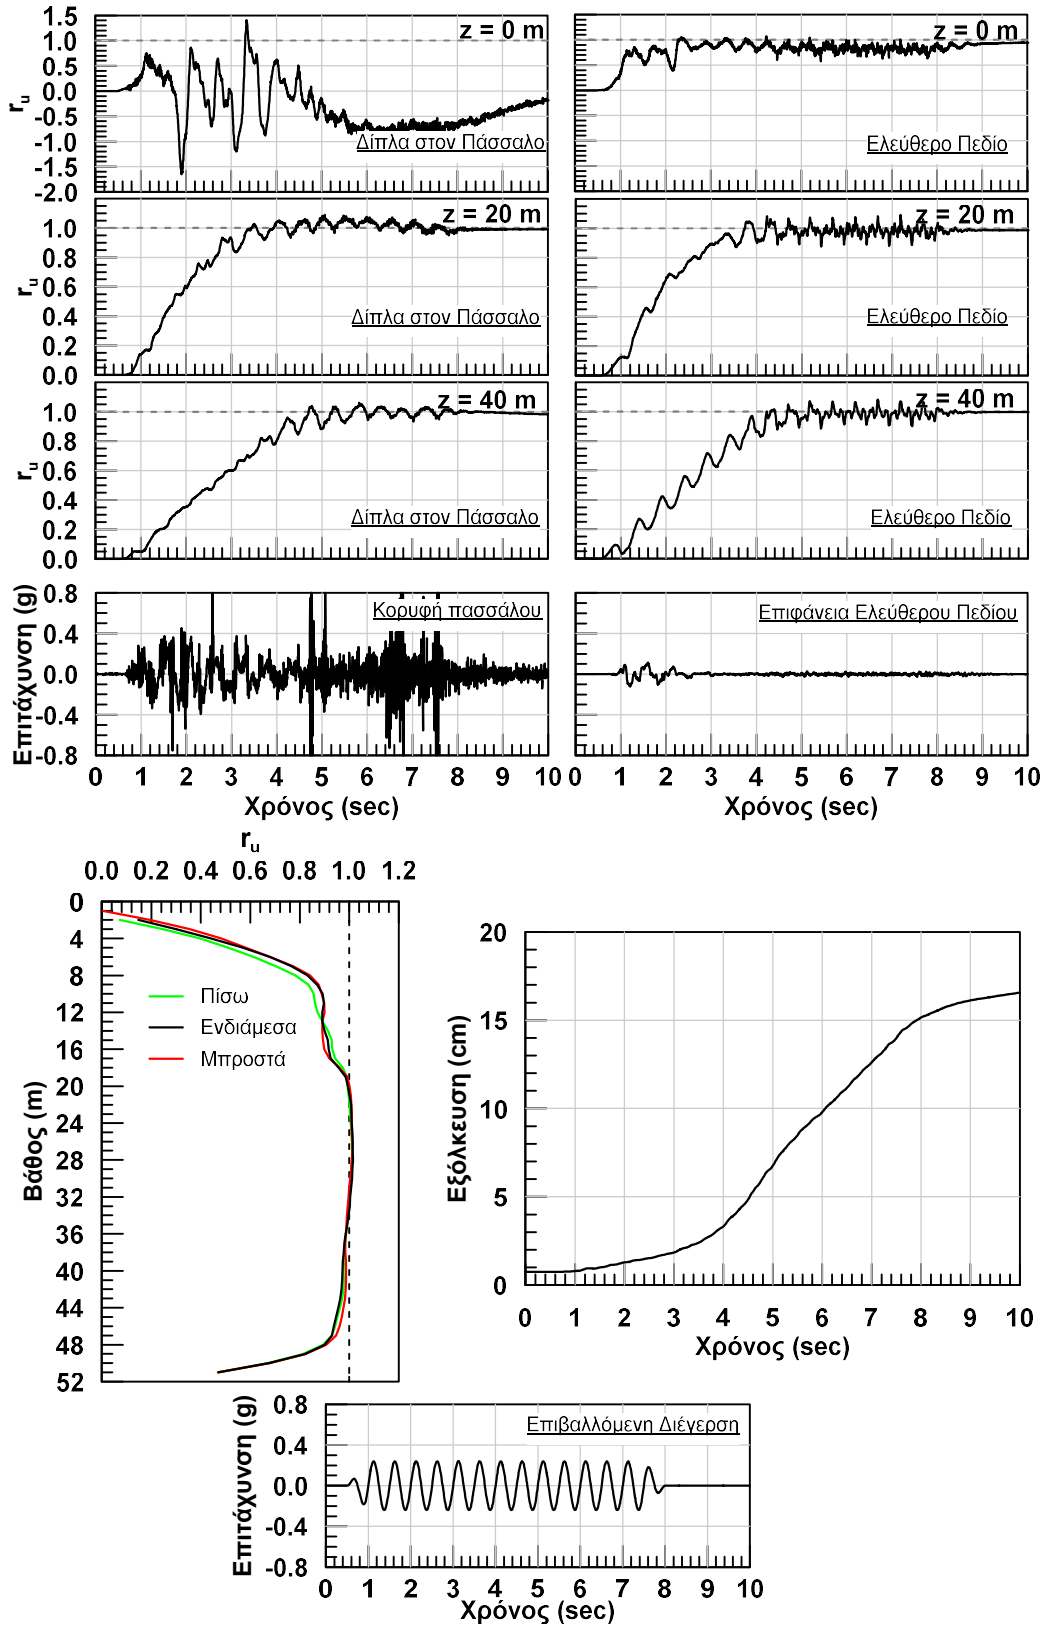 z = 0 m
1.5
1.0
0.5
0.0
-0.5
-1.0
-1.5
-2.0
ru
Δίπλα στον Πάσσαλο
z = 0 m
Ελεύθερο Πεδίο
z = 20 m
1.0
0.8
0.6
0.4
0.2
0.0
ru
Δίπλα στον Πάσσαλο
z = 20 m
Ελεύθερο Πεδίο
z = 40 m
1.0
0.8
0.6
0.4
0.2
0.0
ru
Δίπλα στον Πάσσαλο
z = 40 m
Ελεύθερο Πεδίο
Επιτάχυνση (g)
0.8
0.4
0.0
-0.4
-0.8
Κορυφή πασσάλου
0 1 2 3 4 5 6 7 8 9 10
Χρόνος (sec)
Επιφάνεια Ελεύθερου Πεδίου
0 1 2 3 4 5 6 7 8 9 10
Χρόνος (sec)
ru
0.0 0.2 0.4 0.6 0.8 1.0 1.2
Βάθος (m)
0
4
8
12
16
20
24
28
32
36
40
44
48
52
Πίσω
Ενδιάμεσα
Μπροστά
Εξόλκευση (cm)
20
15
10
5
0
0 1 2 3 4 5 6 7 8 9 10
Χρόνος (sec)
Επιτάχυνση (g)
0.8
0.4
0.0
-0.4
-0.8
Επιβαλλόμενη Διέγερση
0 1 2 3 4 5 6 7 8 9 10
Χρόνος (sec)